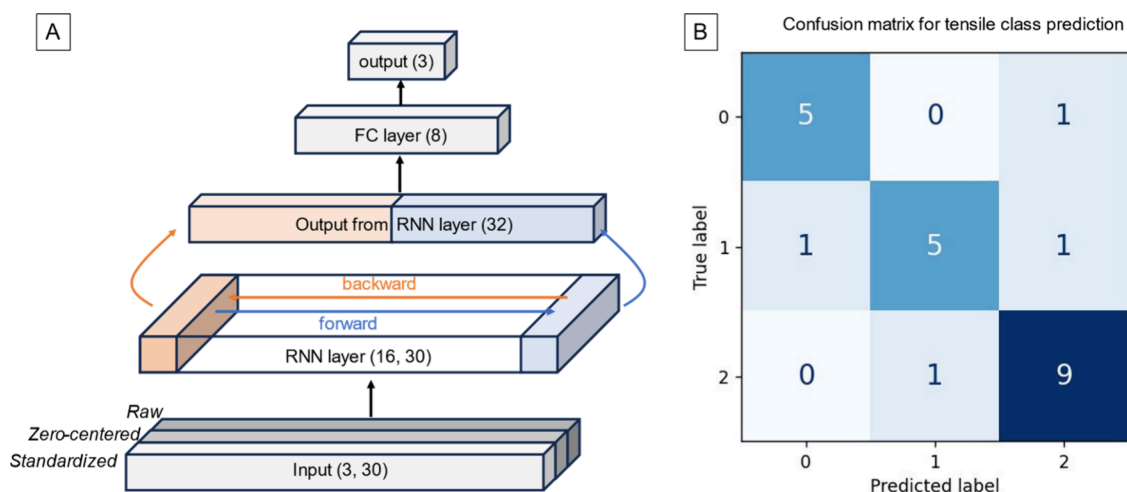 A
output (3)
FC layer (8)
Output from RNN layer (32)
backward
forward
RNN layer (16, 30)
Raw
Zero-centered
Standardized
Input (3, 30)
B
Confusion matrix for tensile class prediction
True label
0
5
0
1
1
1
5
1
2
0
1
9
0
1
2
Predicted label